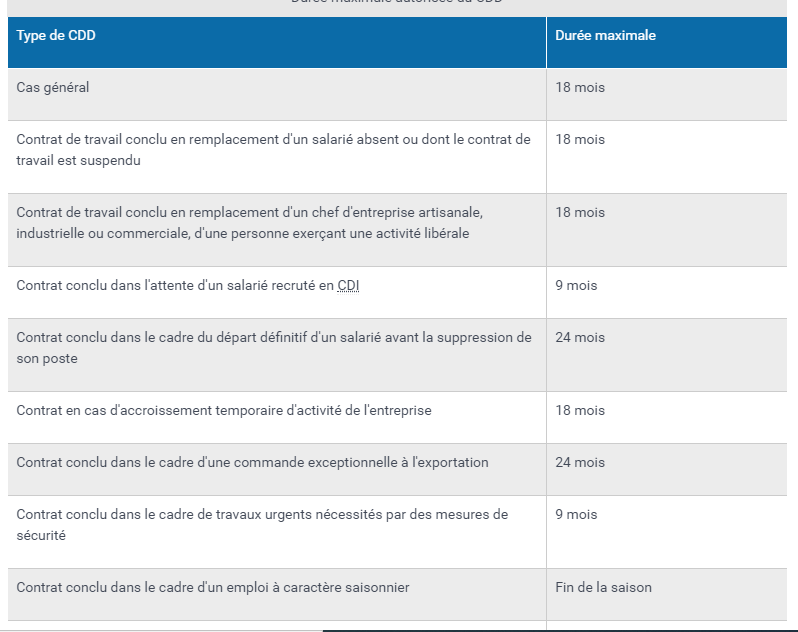 Durée maximale autorisée du CDD
Type de CDD
Durée maximale
Cas général
18 mois
Contrat de travail conclu en remplacement d'un salarié absent ou dont le contrat de
travail est suspendu
18 mois
Contrat de travail conclu en remplacement d'un chef d'entreprise artisanale,
industrielle ou commerciale, d'une personne exerçant une activité libérale
18 mois
Contrat conclu dans l'attente d'un salarié recruté en CDI
9 mois
Contrat conclu dans le cadre du départ définitif d'un salarié avant la suppression de
son poste
24 mois
Contrat en cas d'accroissement temporaire d'activité de l'entreprise
18 mois
Contrat conclu dans le cadre d'une commande exceptionnelle à l'exportation
24 mois
Contrat conclu dans le cadre de travaux urgents nécessités par des mesures de
sécurité
9 mois
Contrat conclu dans le cadre d'un emploi à caractère saisonnier
Fin de la saison